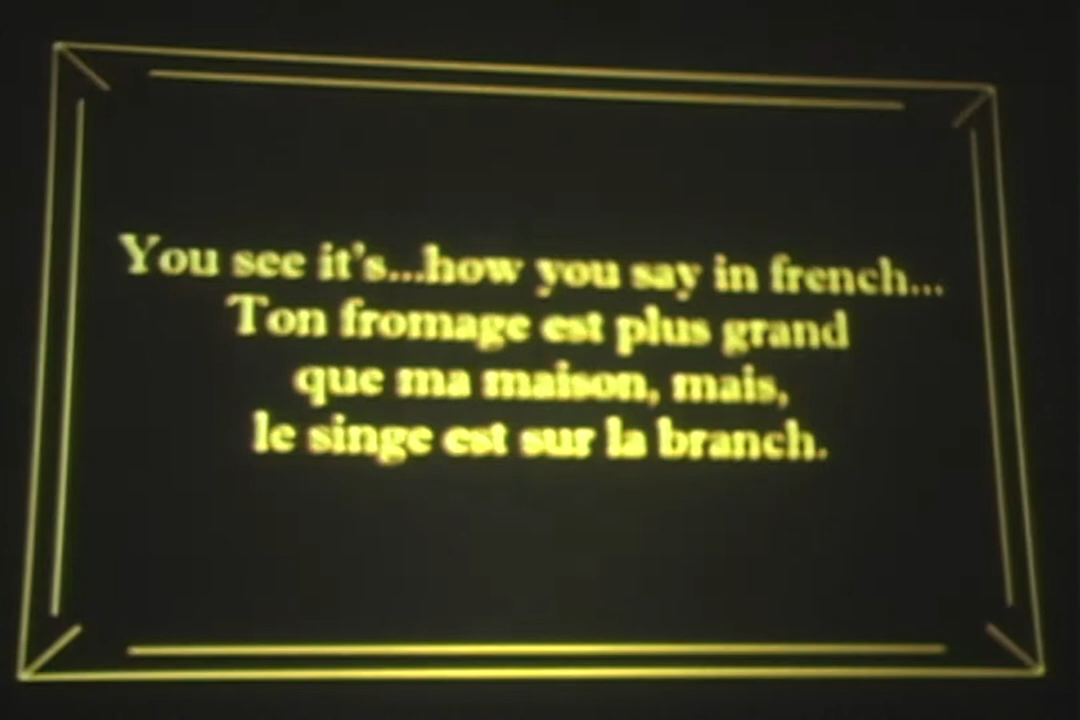 You see it's...how you say in french...
Ton fromage est plus grand
que ma maison, mais,
le singe est sur la branch.